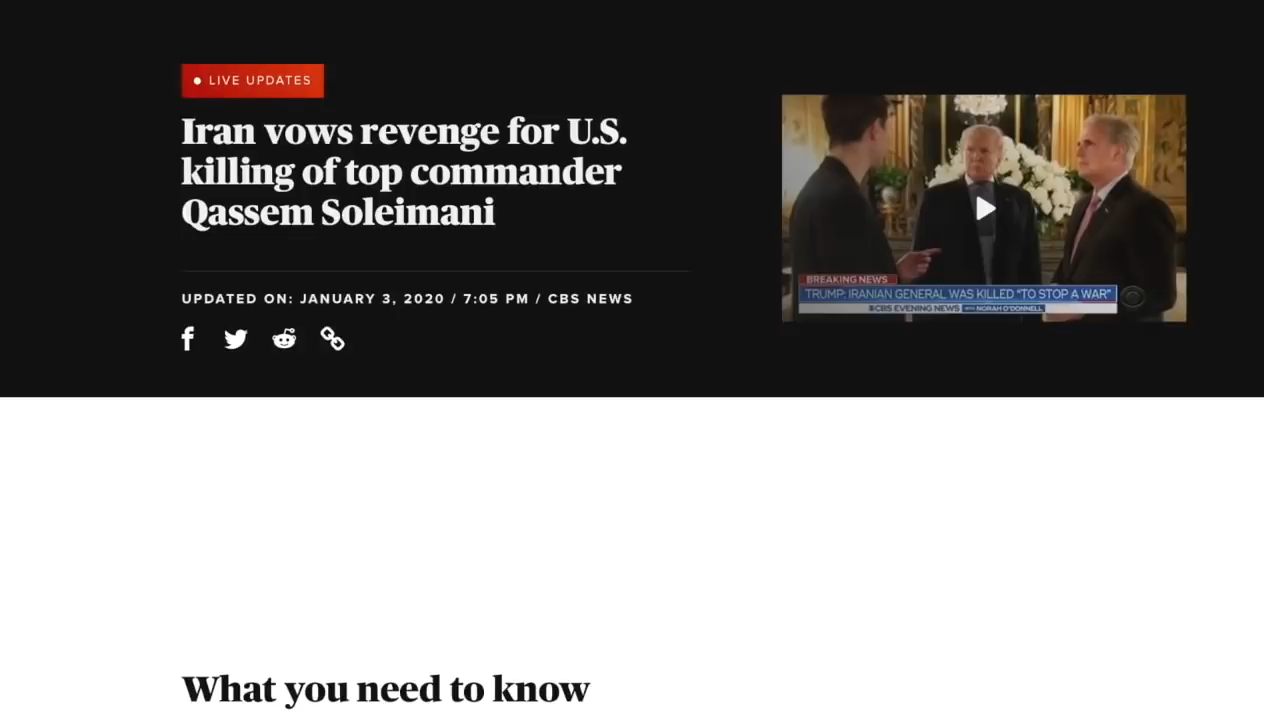 LIVE UPDATES
Iran vows revenge for U.S.
killing of top commander
Qassem Soleimani
UPDATED ON: JANUARY 3, 2020 / 7:05 PM / CBS NEWS
BREAKING NEWS
TRUMP: IRANIAN GENERAL WAS KILLED "TO STOP A WAR"
CBS EVENING NEWS WITH NORAH O'DONNELL
What you need to know